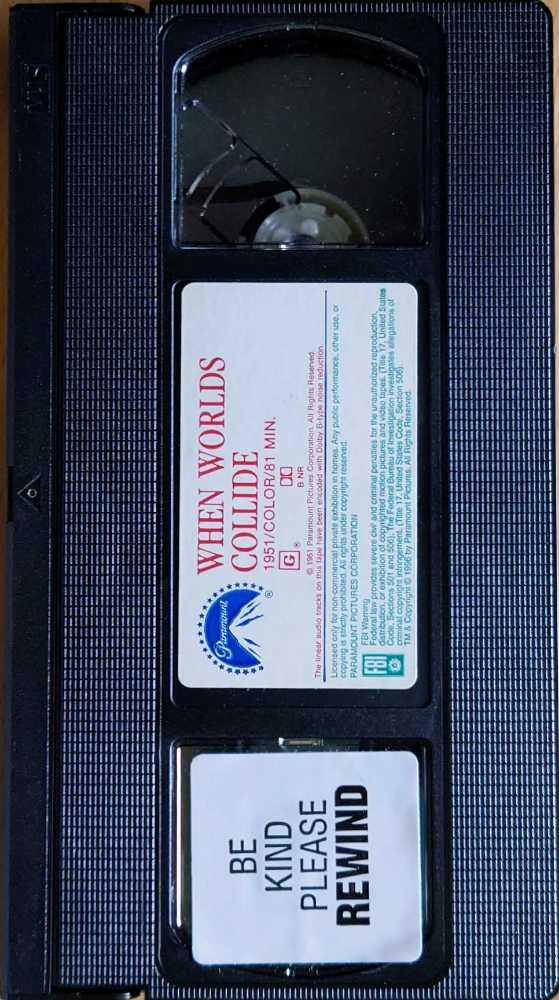 VHS
Paramount
®
WHEN WORLDS
COLLIDE
1951/COLOR/81 MIN.
G ®
B NR
© 1951 Paramount Pictures Corporation. All Rights Reserved.
The linear audio tracks on this tape have been encoded with Dolby B-type noise reduction.
Licensed only for non-commercial private exhibition in homes. Any public performance, other use, or
copying is strictly prohibited. All rights under copyright reserved.
PARAMOUNT PICTURES CORPORATION
FBI
FBI Warning
Federal law provides severe civil and criminal penalties for the unauthorized reproduction,
distribution, or exhibition of copyrighted motion pictures and video tapes. (Title 17, United States
Code, Sections 501 and 506). The Federal Bureau of Investigation investigates allegations of
criminal copyright infringement. (Title 17, United States Code, Section 506).
TM & Copyright © 1996 by Paramount Pictures. All Rights Reserved.
BE
KIND
PLEASE
REWIND